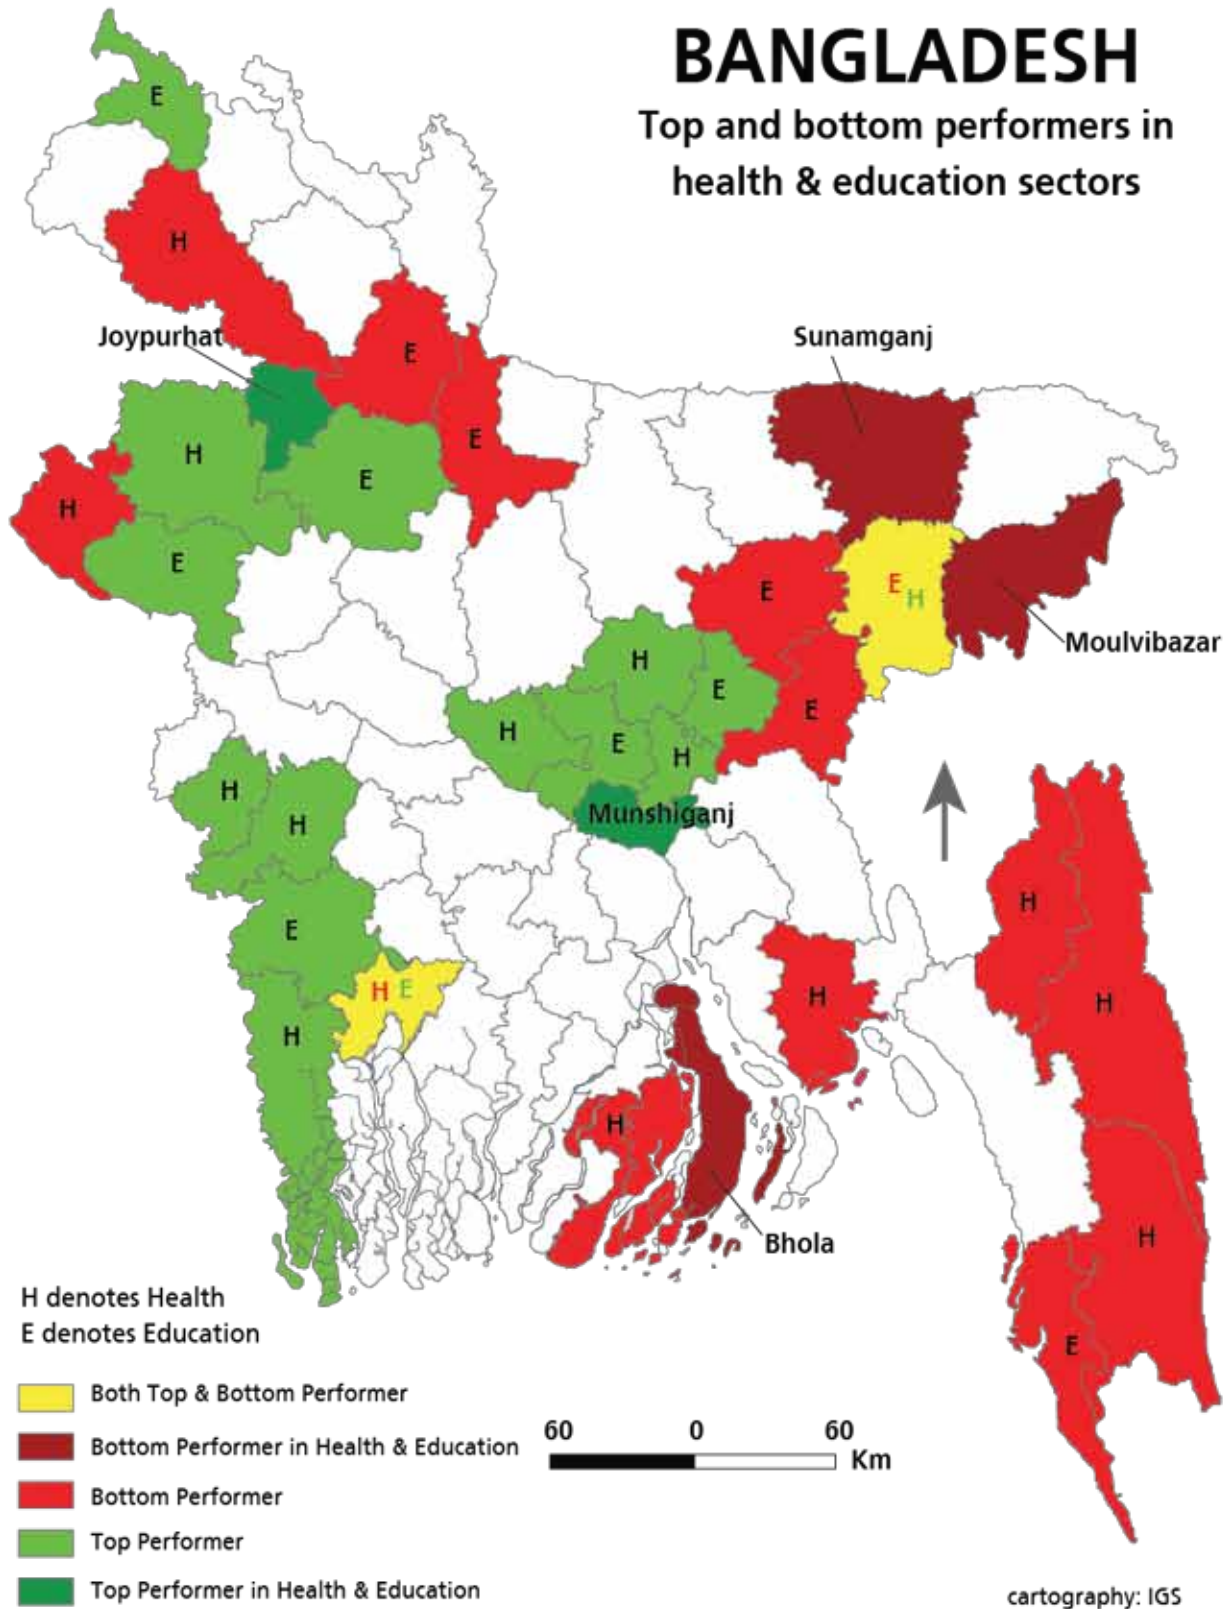 BANGLADESH
Top and bottom performers in
health & education sectors
E
H
Joypurhat
Sunamganj
E
E
H
E
H
E
E
E H
Moulvibazar
H
E
E
H
E
H
H
Munshiganj
H
H
E
H E
H
H
H
H
H
H
E
Bhola
H denotes Health
E denotes Education
Both Top & Bottom Performer
Bottom Performer in Health & Education
Bottom Performer
Top Performer
Top Performer in Health & Education
60 0 60
Km
cartography: IGS